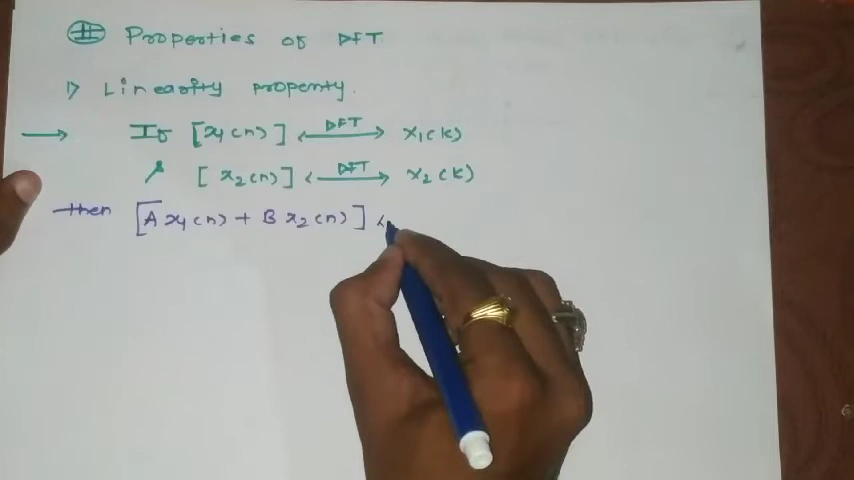 # Properties of DFT
1) Linearity property.
→ If [x1(n)] <—DFT—> x1(k)
& [x2(n)] <—DFT—> x2(k)
then [A x1(n) + B x2(n)] <